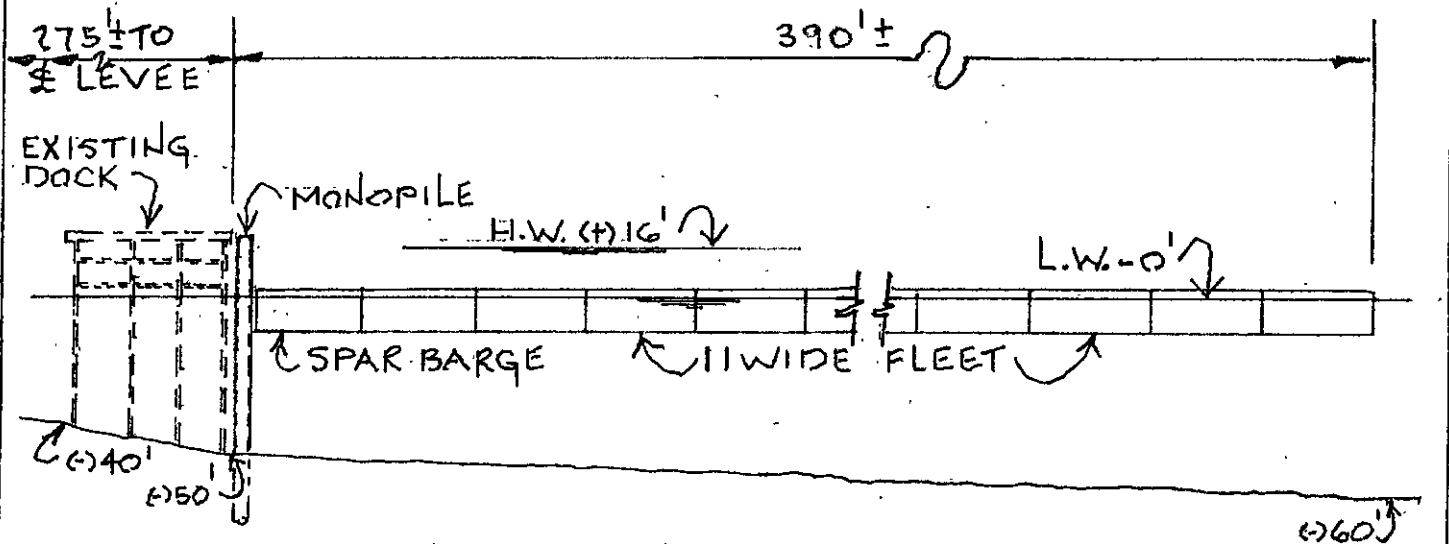 275'± TO
℄ LEVEE
390'±
EXISTING
DOCK
MONOPILE
H.W. (+) 16'
L.W. - 0'
SPAR BARGE
11 WIDE FLEET
(-) 40'
(-) 50'
(-) 60'